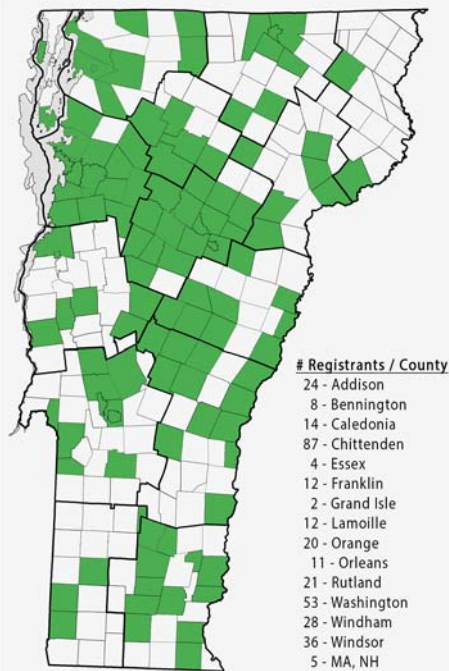 # Registrants / County
24 - Addison
8 - Bennington
14 - Caledonia
87 - Chittenden
4 - Essex
12 - Franklin
2 - Grand Isle
12 - Lamoille
20 - Orange
11 - Orleans
21 - Rutland
53 - Washington
28 - Windham
36 - Windsor
5 - MA, NH